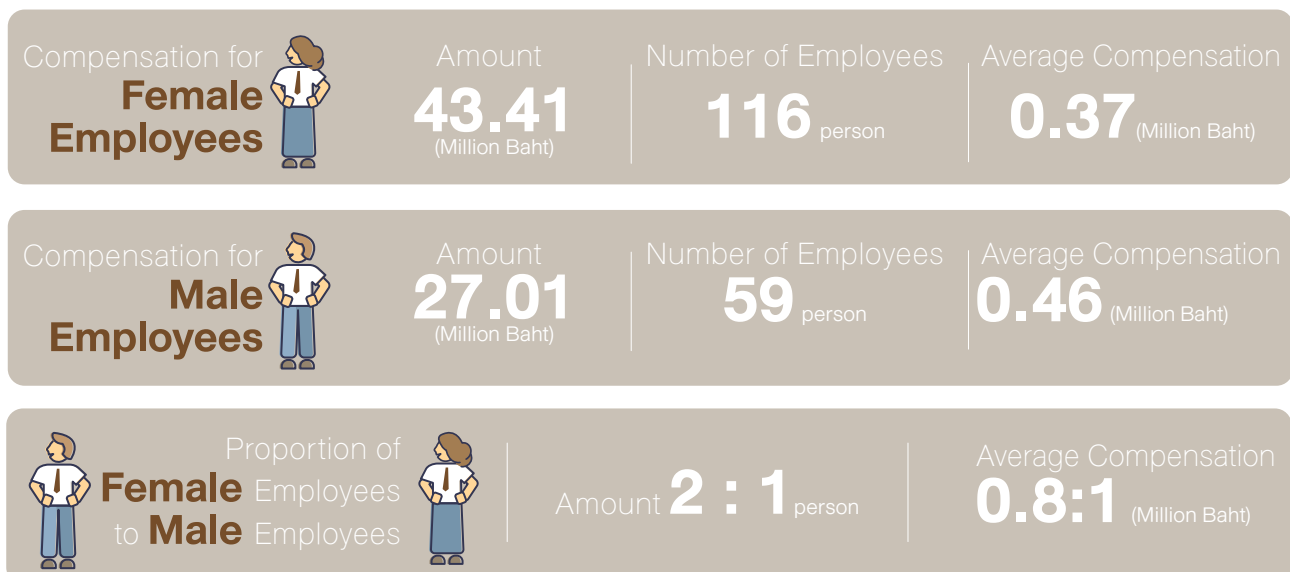 Compensation for
Female
Employees
Amount
43.41
(Million Baht)
Number of Employees
116 person
Average Compensation
0.37 (Million Baht)
Compensation for
Male
Employees
Amount
27.01
(Million Baht)
Number of Employees
59 person
Average Compensation
0.46 (Million Baht)
Proportion of
Female Employees
to Male Employees
Amount 2 : 1 person
Average Compensation
0.8:1 (Million Baht)